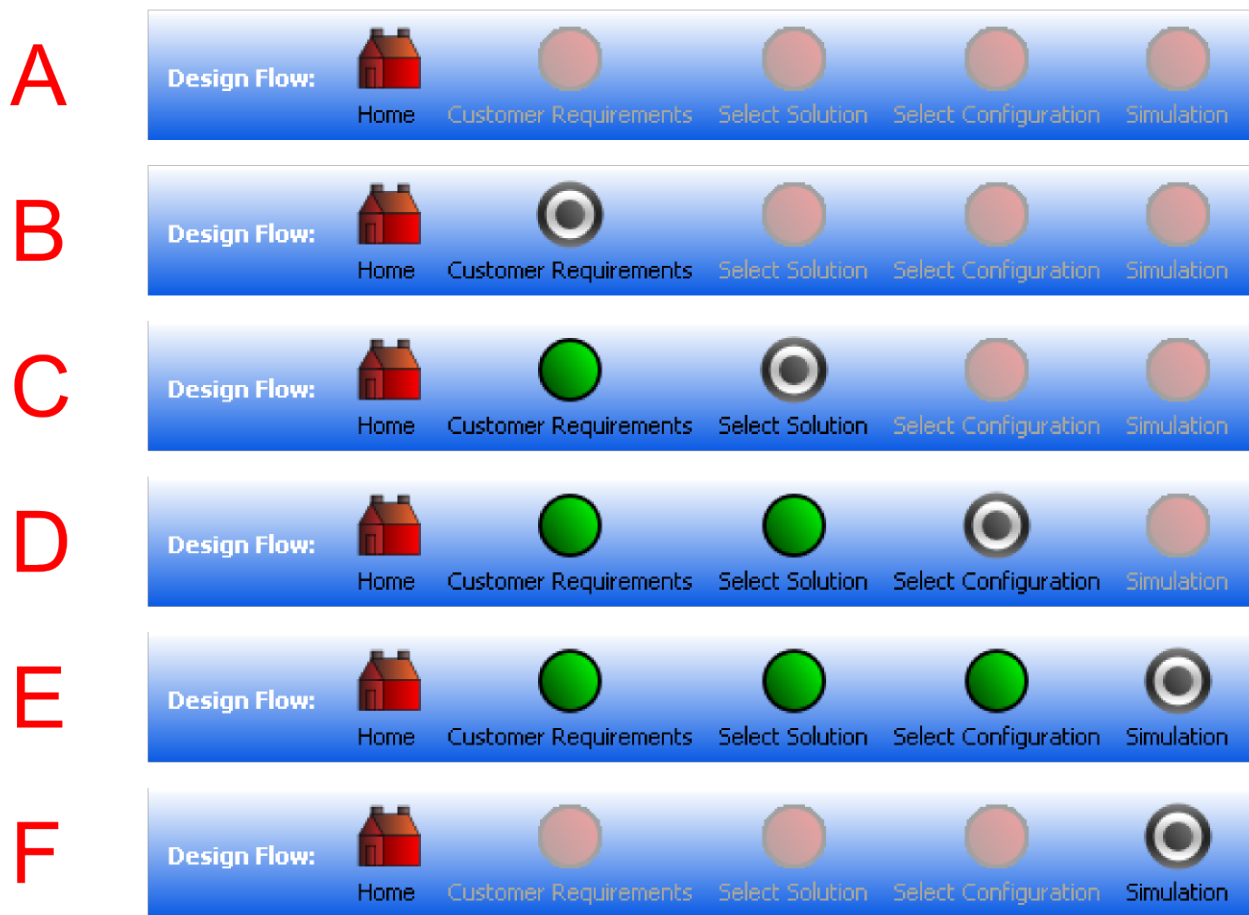 A
Design Flow:
Home Customer Requirements Select Solution Select Configuration Simulation
B
Design Flow:
Home Customer Requirements Select Solution Select Configuration Simulation
C
Design Flow:
Home Customer Requirements Select Solution Select Configuration Simulation
D
Design Flow:
Home Customer Requirements Select Solution Select Configuration Simulation
E
Design Flow:
Home Customer Requirements Select Solution Select Configuration Simulation
F
Design Flow:
Home Customer Requirements Select Solution Select Configuration Simulation